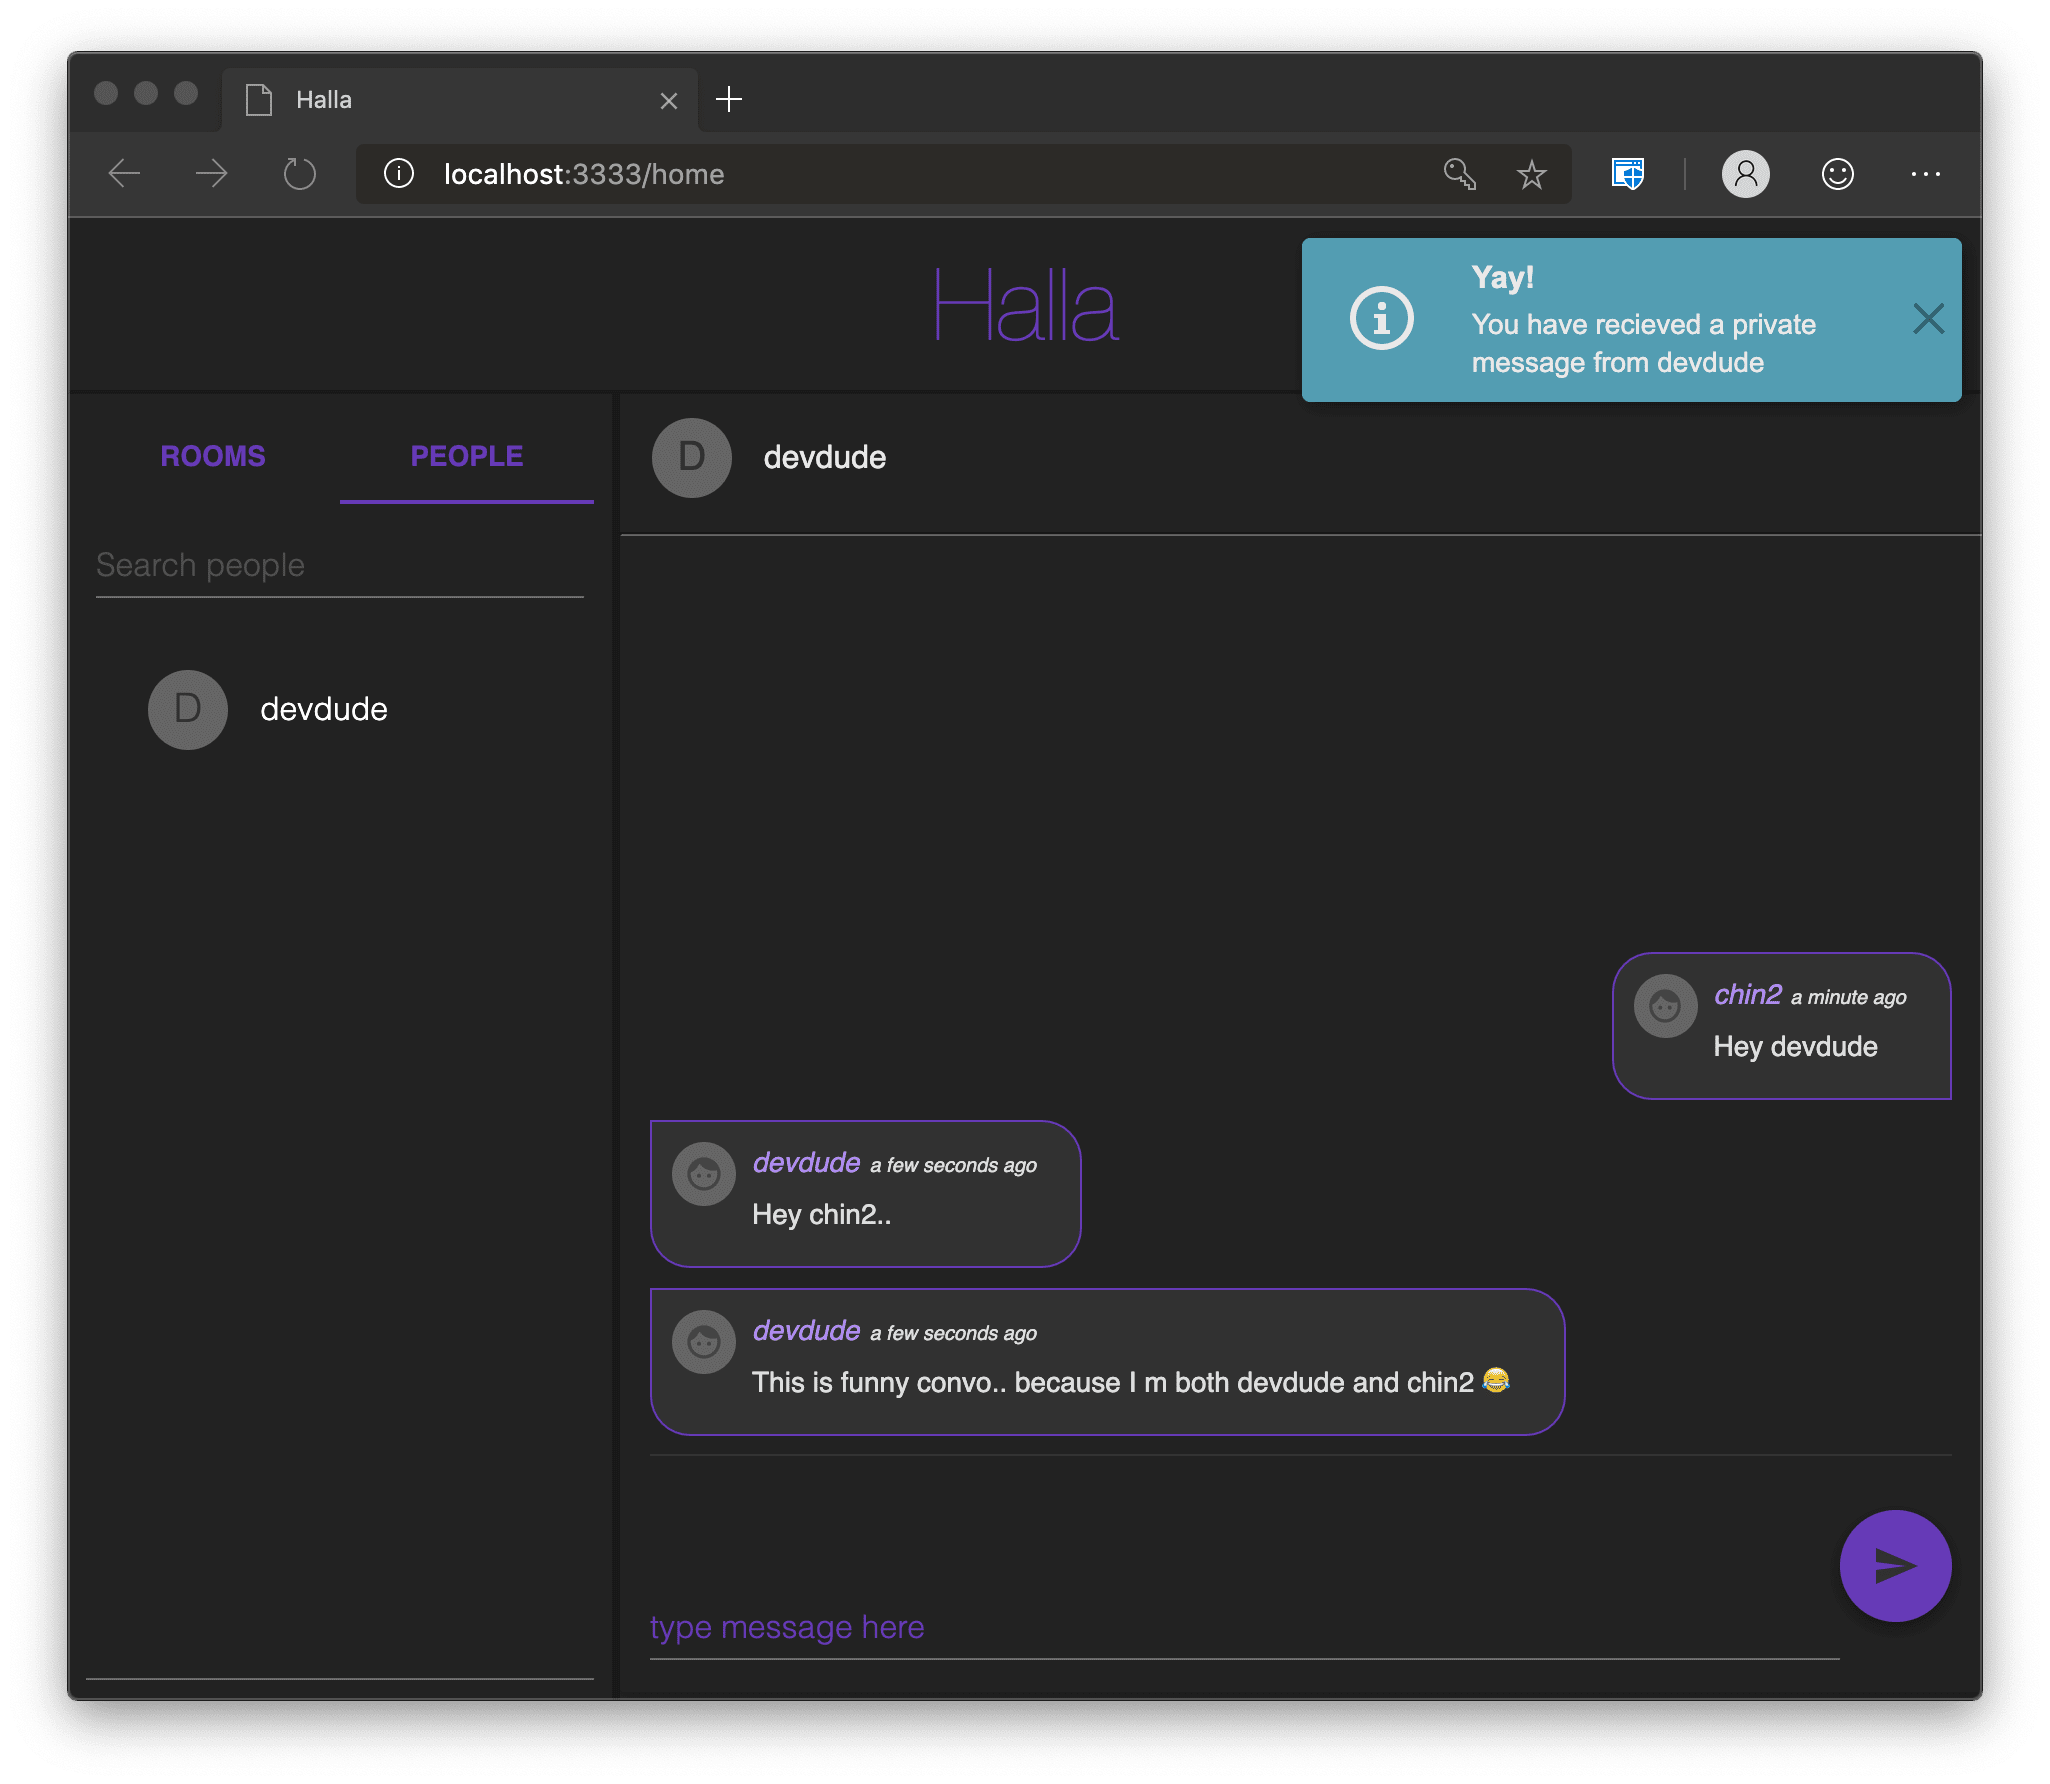 Halla
localhost:3333/home
Halla
Yay!
You have recieved a private
message from devdude
ROOMS PEOPLE
Search people
D devdude
D devdude
chin2 a minute ago
Hey devdude
devdude a few seconds ago
Hey chin2..
devdude a few seconds ago
This is funny convo.. because I m both devdude and chin2 😂
type message here